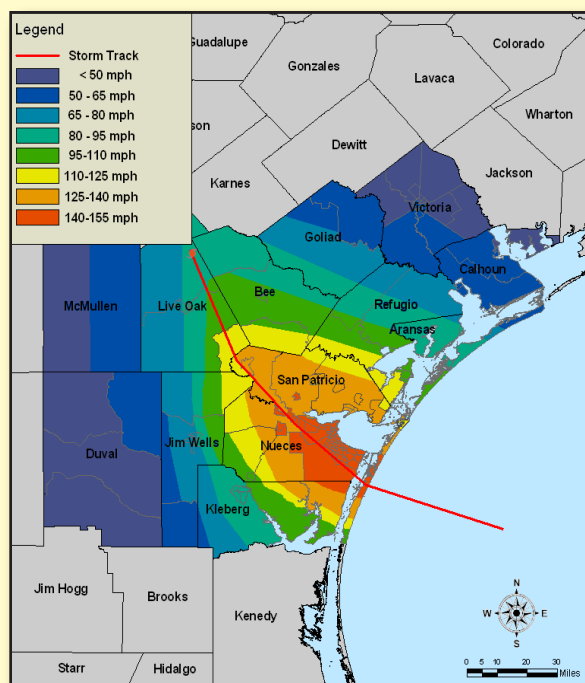 Legend
Storm Track
< 50 mph
50 - 65 mph
65 - 80 mph
80 - 95 mph
95-110 mph
110-125 mph
125-140 mph
140-155 mph
Guadalupe
Gonzales
Colorado
Lavaca
Wharton
son
Dewitt
Jackson
Karnes
Victoria
Goliad
Calhoun
McMullen
Live Oak
Bee
Refugio
Aransas
San Patricio
Duval
Jim Wells
Nueces
Kleberg
Jim Hogg
Brooks
Kenedy
Starr
Hidalgo
N
W
E
S
0 5 10 20 30
Miles